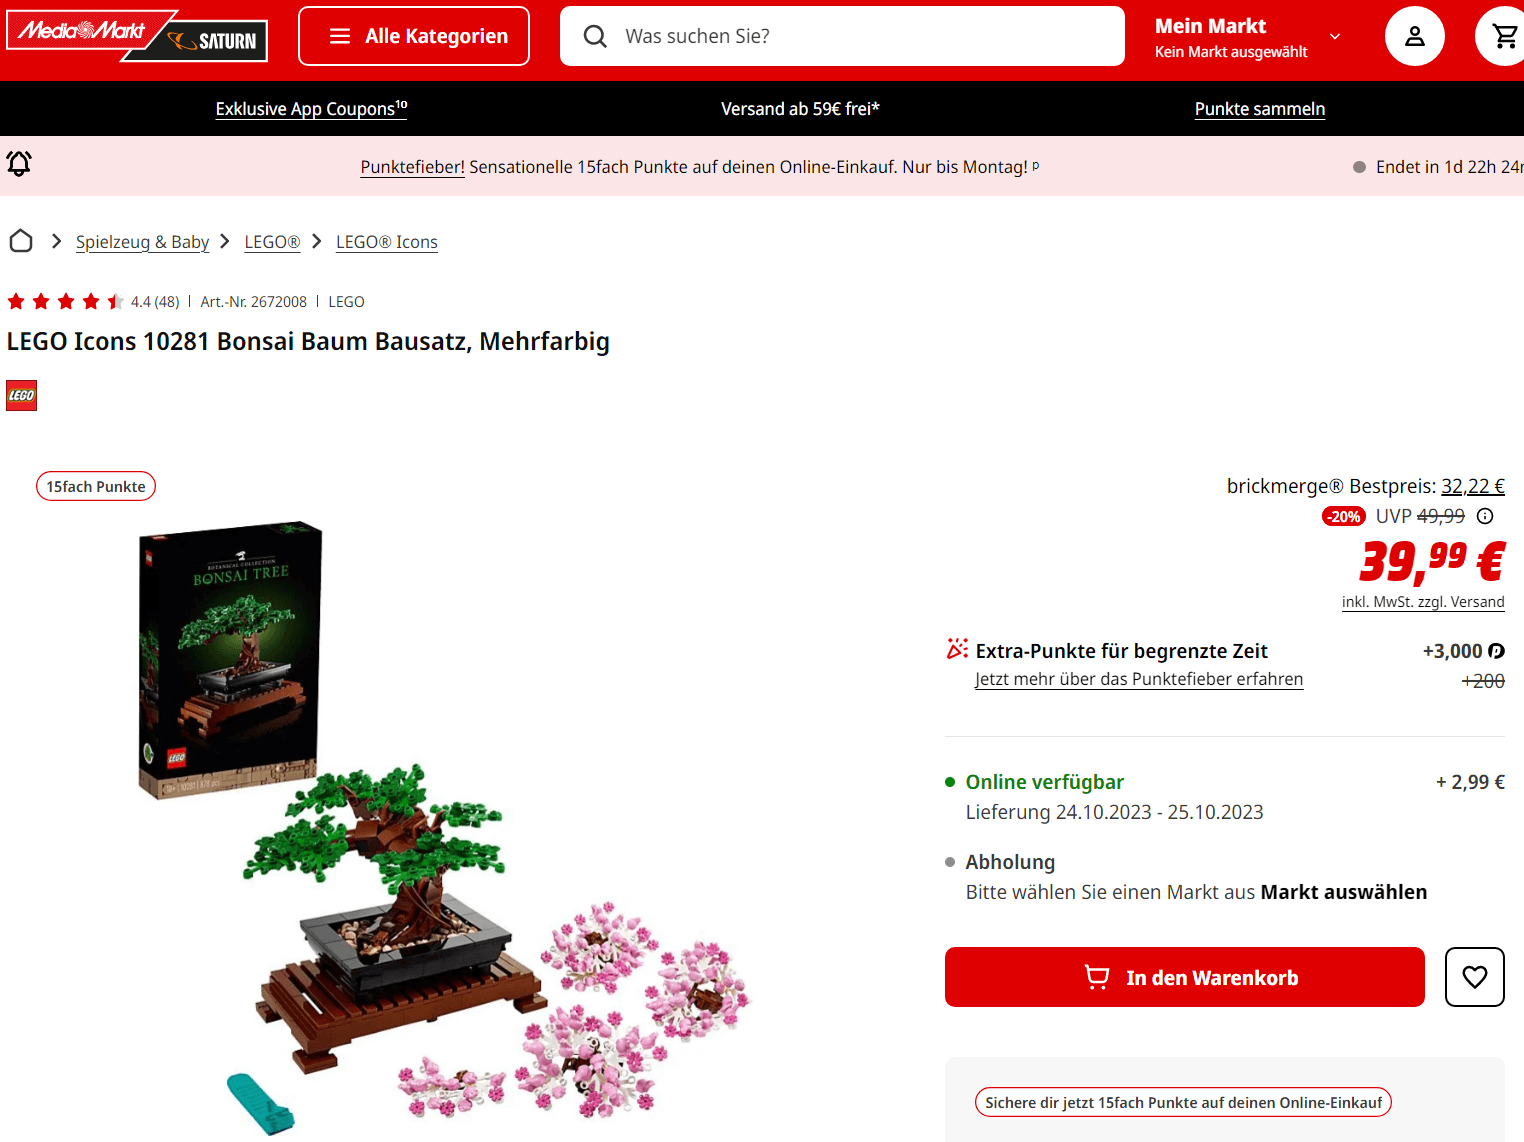 MediaMarkt SATURN
Alle Kategorien
Was suchen Sie?
Mein Markt
Kein Markt ausgewählt
Exklusive App Coupons¹⁰
Versand ab 59€ frei*
Punkte sammeln
Punktefieber! Sensationelle 15fach Punkte auf deinen Online-Einkauf. Nur bis Montag! ᵖ
Endet in 1d 22h 24
Spielzeug & Baby
LEGO®
LEGO® Icons
4.4 (48) | Art.-Nr. 2672008 | LEGO
LEGO Icons 10281 Bonsai Baum Bausatz, Mehrfarbig
LEGO
15fach Punkte
BOTANICAL COLLECTION
BONSAI TREE
LEGO
brickmerge® Bestpreis: 32,22 €
-20% UVP 49,99
39,99 €
inkl. MwSt. zzgl. Versand
Extra-Punkte für begrenzte Zeit
+3,000
Jetzt mehr über das Punktefieber erfahren
+200
Online verfügbar
+ 2,99 €
Lieferung 24.10.2023 - 25.10.2023
Abholung
Bitte wählen Sie einen Markt aus Markt auswählen
In den Warenkorb
Sichere dir jetzt 15fach Punkte auf deinen Online-Einkauf